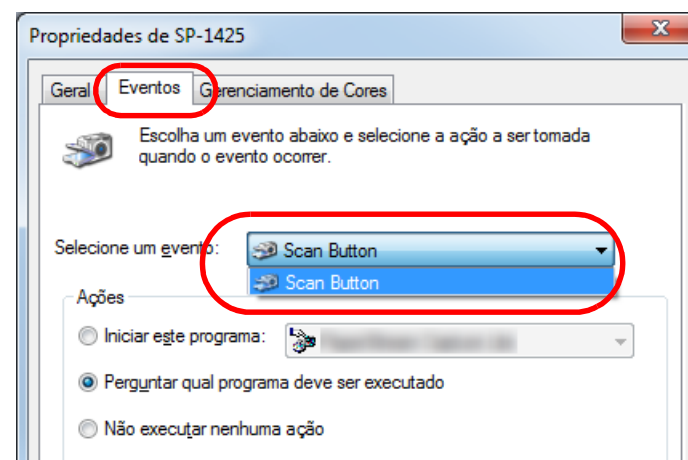 Propriedades de SP-1425
Geral Eventos Gerenciamento de Cores
Escolha um evento abaixo e selecione a ação a ser tomada
quando o evento ocorrer.
Selecione um evento: Scan Button
Scan Button
Ações
Iniciar este programa:
Perguntar qual programa deve ser executado
Não executar nenhuma ação